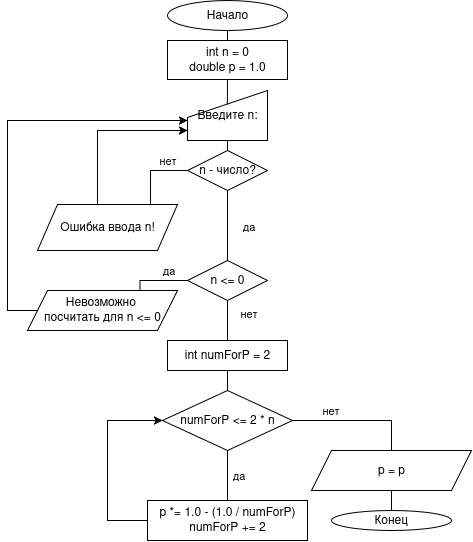 Начало
int n = 0
double p = 1.0
Введите n:
нет
n - число?
Ошибка ввода n!
да
да
n <= 0
Невозможно
посчитать для n <= 0
нет
int numForP = 2
numForP <= 2 * n
нет
да
p = p
p *= 1.0 - (1.0 / numForP)
numForP += 2
Конец